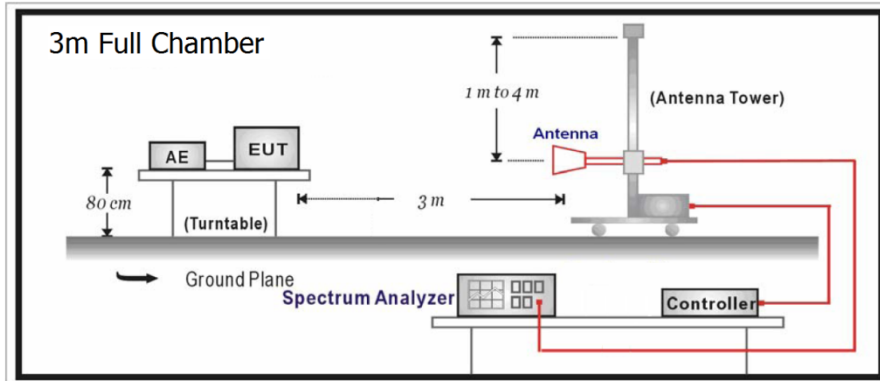 3m Full Chamber
1 m to 4 m
(Antenna Tower)
Antenna
AE
EUT
80 cm
3 m
(Turntable)
Ground Plane
Spectrum Analyzer
Controller